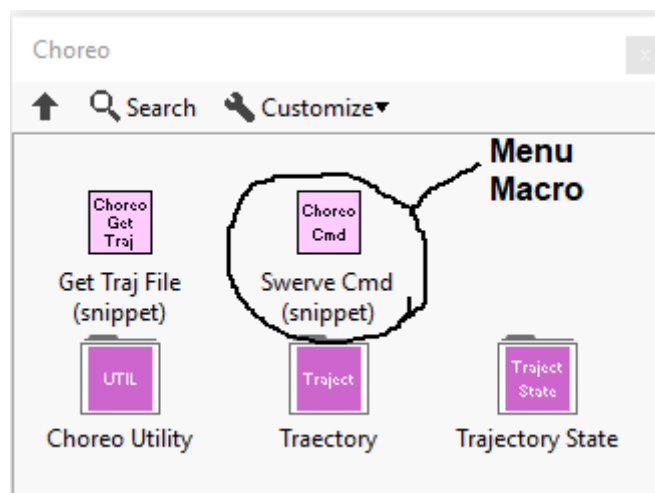 Choreo
x
Search Customize▾
Menu
Macro
Choreo
Get
Traj
Choreo
Cmd
Get Traj File
(snippet)
Swerve Cmd
(snippet)
UTIL
Traject
Traject
State
Choreo Utility
Traectory
Trajectory State